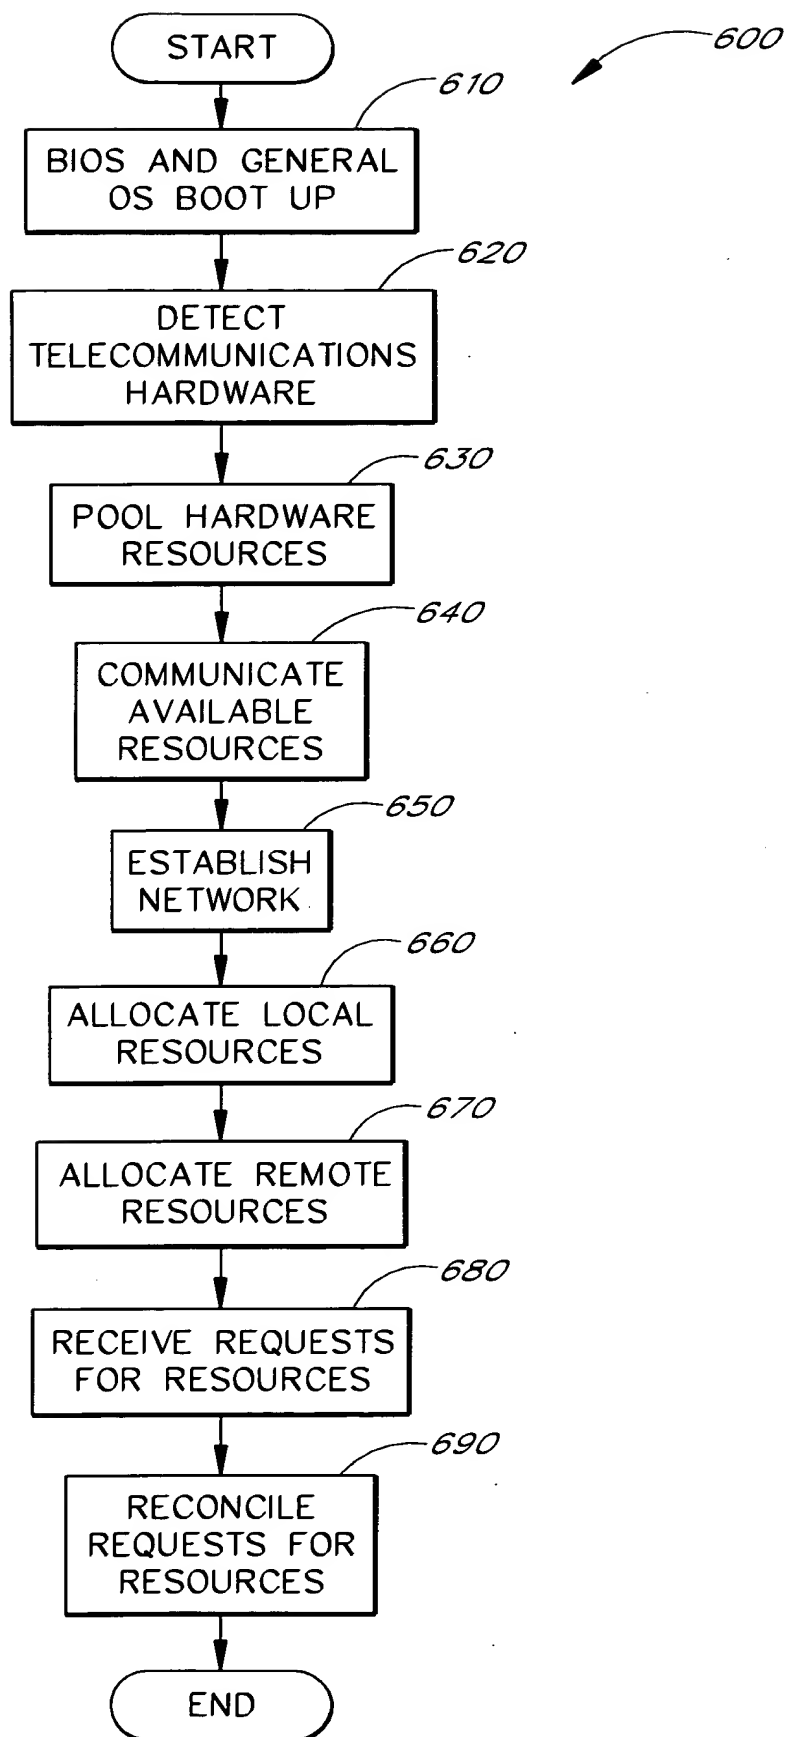 START
600
610
BIOS AND GENERAL
OS BOOT UP
620
DETECT
TELECOMMUNICATIONS
HARDWARE
630
POOL HARDWARE
RESOURCES
640
COMMUNICATE
AVAILABLE
RESOURCES
650
ESTABLISH
NETWORK
660
ALLOCATE LOCAL
RESOURCES
670
ALLOCATE REMOTE
RESOURCES
680
RECEIVE REQUESTS
FOR RESOURCES
690
RECONCILE
REQUESTS FOR
RESOURCES
END